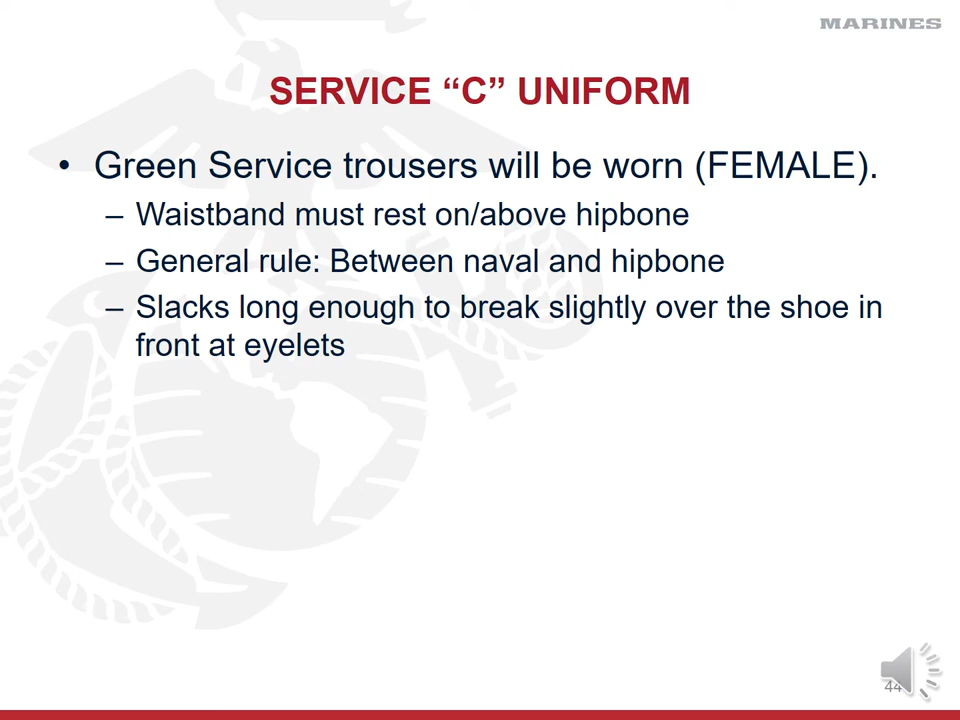 MARINES
SERVICE “C” UNIFORM
• Green Service trousers will be worn (FEMALE).
– Waistband must rest on/above hipbone
– General rule: Between naval and hipbone
– Slacks long enough to break slightly over the shoe in
front at eyelets
44